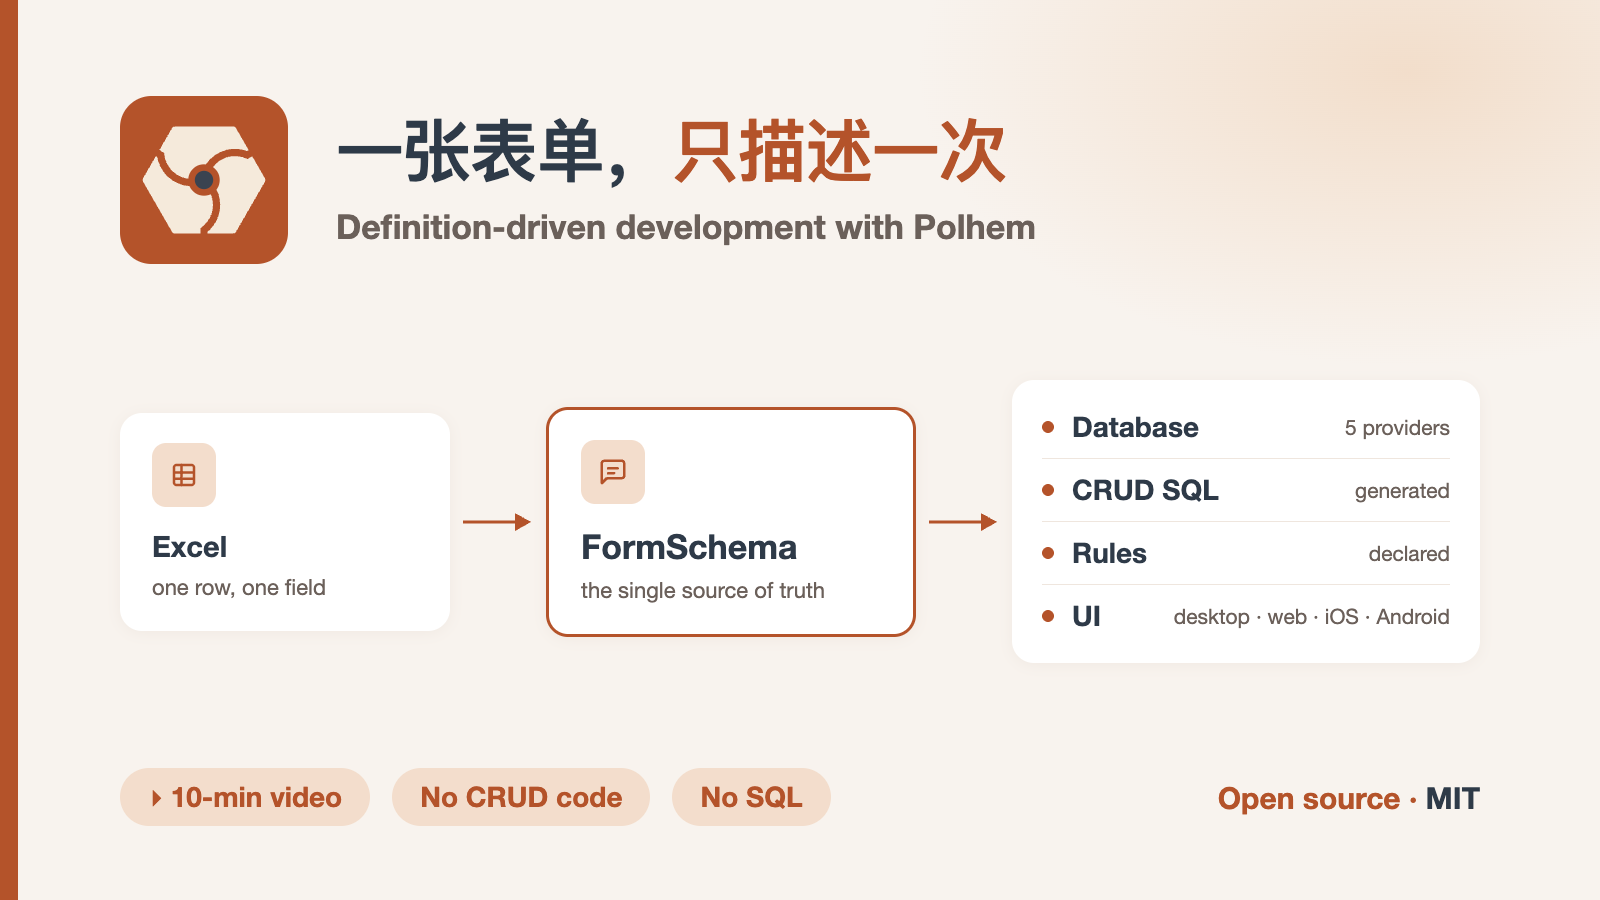 一张表单，只描述一次
Definition-driven development with Polhem
Excel
one row, one field
FormSchema
the single source of truth
Database 5 providers
CRUD SQL generated
Rules declared
UI desktop · web · iOS · Android
10-min video
No CRUD code
No SQL
Open source · MIT